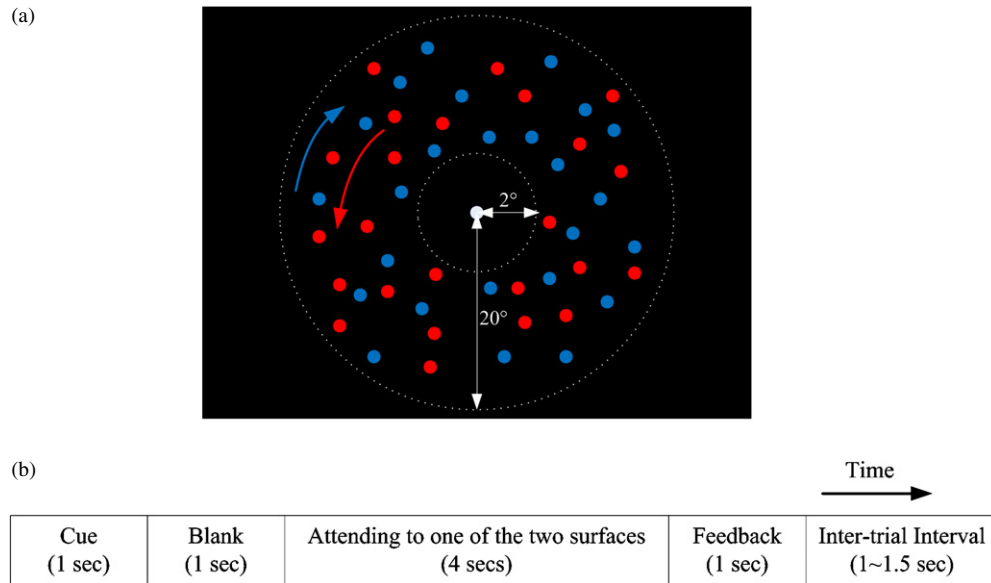 (a)
2°
20°
(b)
Time
Cue
(1 sec)
Blank
(1 sec)
Attending to one of the two surfaces
(4 secs)
Feedback
(1 sec)
Inter-trial Interval
(1~1.5 sec)